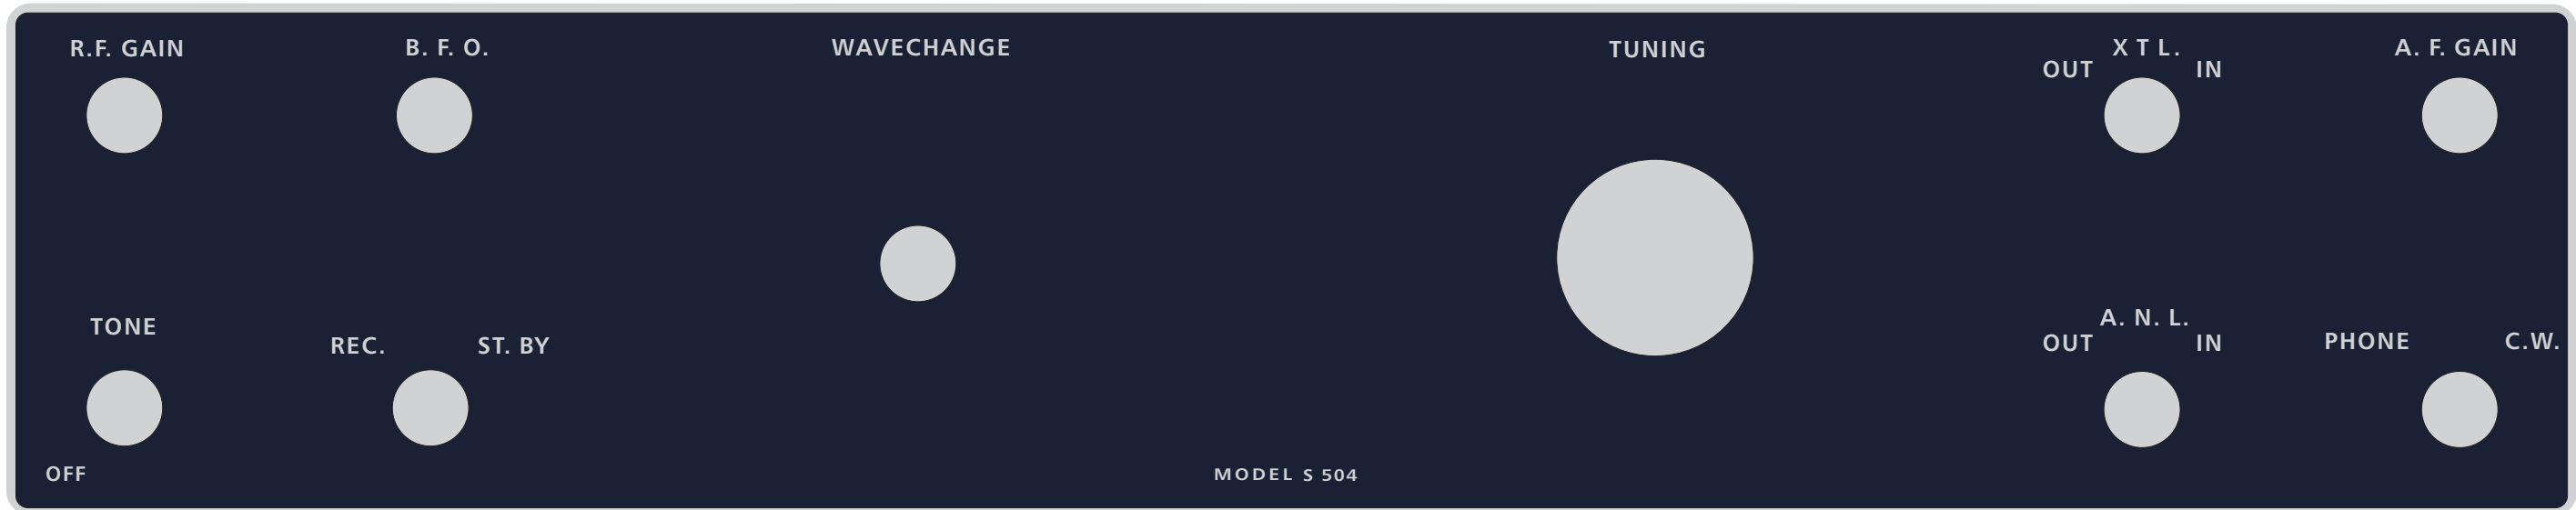 R.F. GAIN
B. F. O.
WAVECHANGE
TUNING
X T L.
OUT IN
A. F. GAIN
TONE
REC. ST. BY
A. N. L.
OUT IN
PHONE C.W.
OFF
MODEL S 504